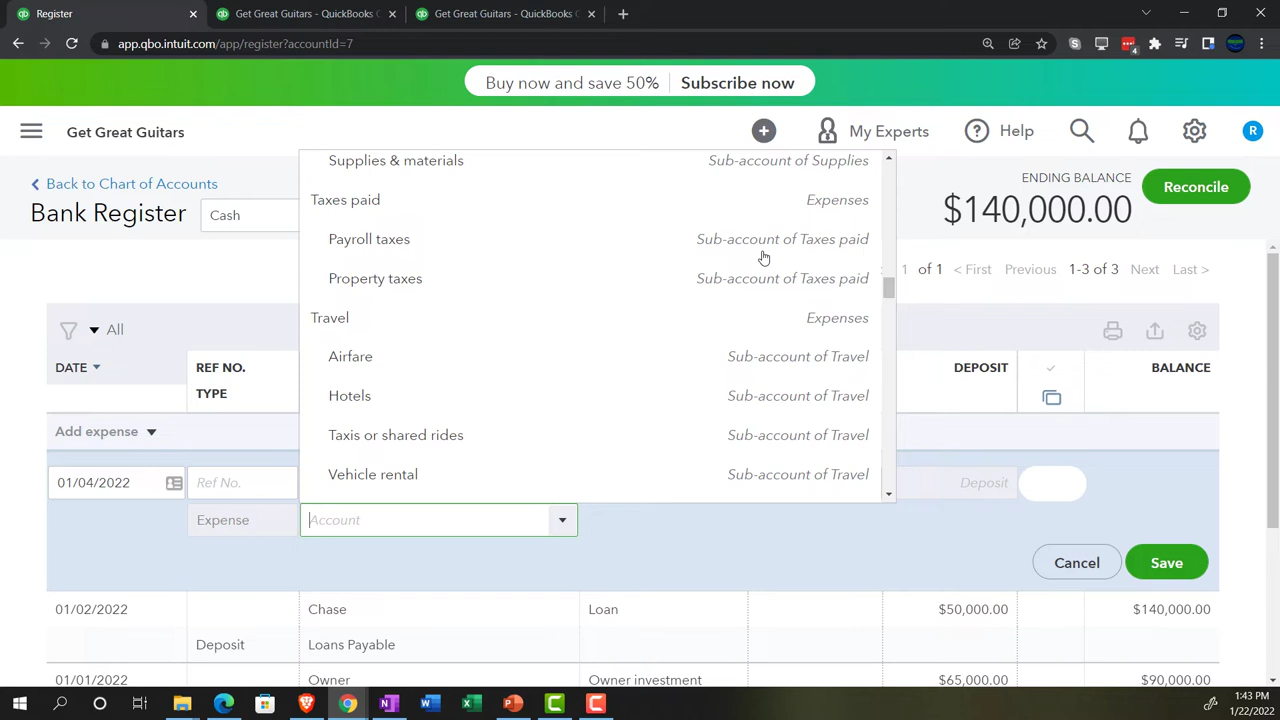 Register
Get Great Guitars - QuickBooks C
Get Great Guitars - QuickBooks C
app.qbo.intuit.com/app/register?accountId=7
4
Buy now and save 50% Subscribe now
Get Great Guitars
My Experts
Help
R
Back to Chart of Accounts
Bank Register
Cash
ENDING BALANCE
$140,000.00
Reconcile
Supplies & materials Sub-account of Supplies
Taxes paid Expenses
Payroll taxes Sub-account of Taxes paid
Property taxes Sub-account of Taxes paid
Travel Expenses
Airfare Sub-account of Travel
Hotels Sub-account of Travel
Taxis or shared rides Sub-account of Travel
Vehicle rental Sub-account of Travel
1 of 1 < First Previous 1-3 of 3 Next Last >
All
DATE REF NO. DEPOSIT BALANCE
TYPE
Add expense
01/04/2022 Ref No. Deposit
Expense Account
Cancel Save
01/02/2022 Chase Loan $50,000.00 $140,000.00
Deposit Loans Payable
01/01/2022 Owner Owner investment $65,000.00 $90,000.00
1:43 PM
1/22/2022